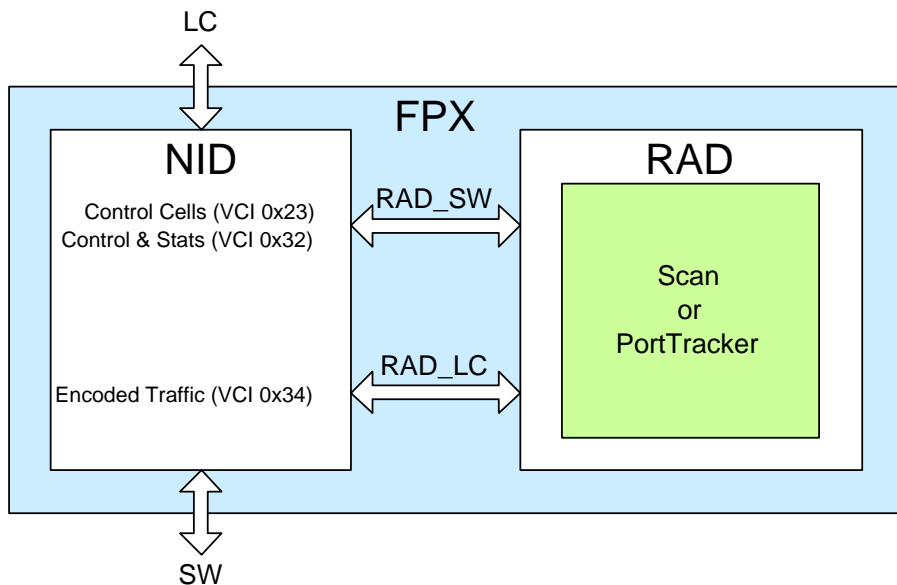 LC
FPX
NID
RAD
Control Cells (VCI 0x23)
Control & Stats (VCI 0x32)
RAD_SW
Scan
or
PortTracker
RAD_LC
Encoded Traffic (VCI 0x34)
SW